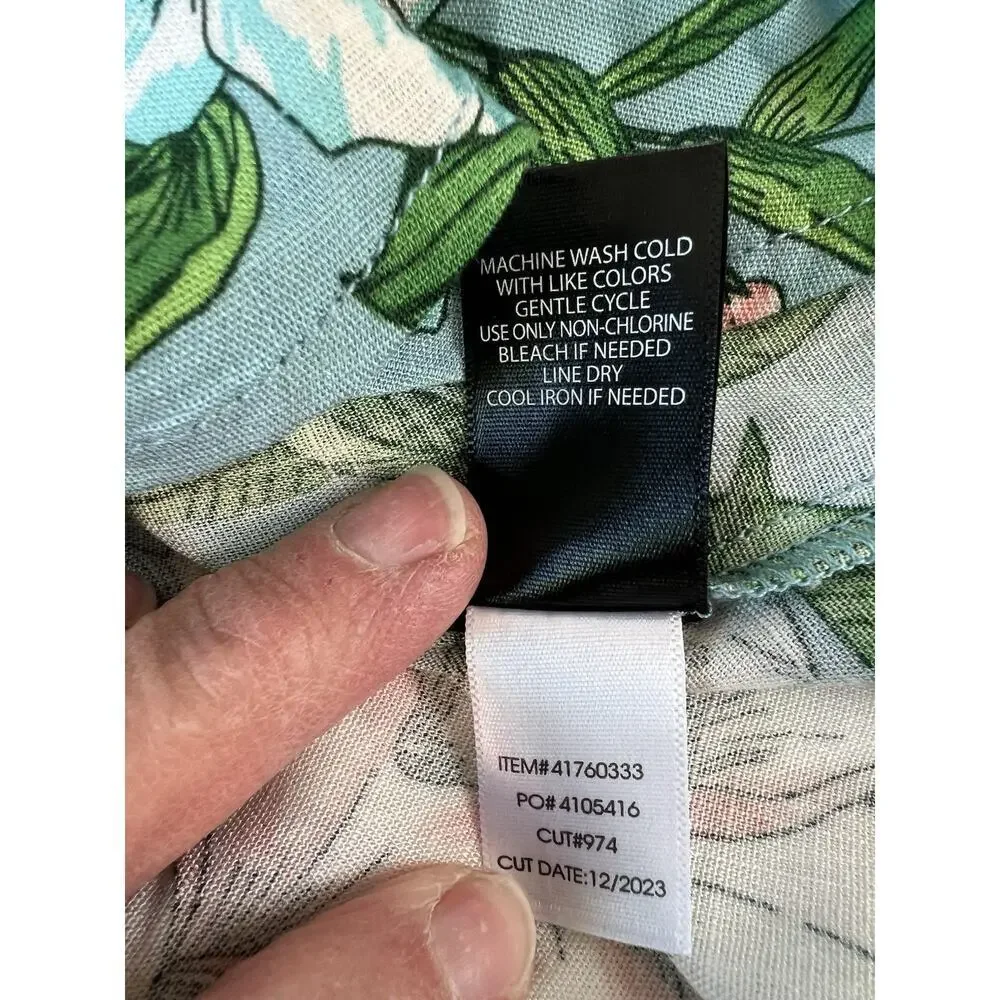 MACHINE WASH COLD
WITH LIKE COLORS
GENTLE CYCLE
USE ONLY NON-CHLORINE
BLEACH IF NEEDED
LINE DRY
COOL IRON IF NEEDED
ITEM#41760333
PO#4105416
CUT#974
CUT DATE:12/2023